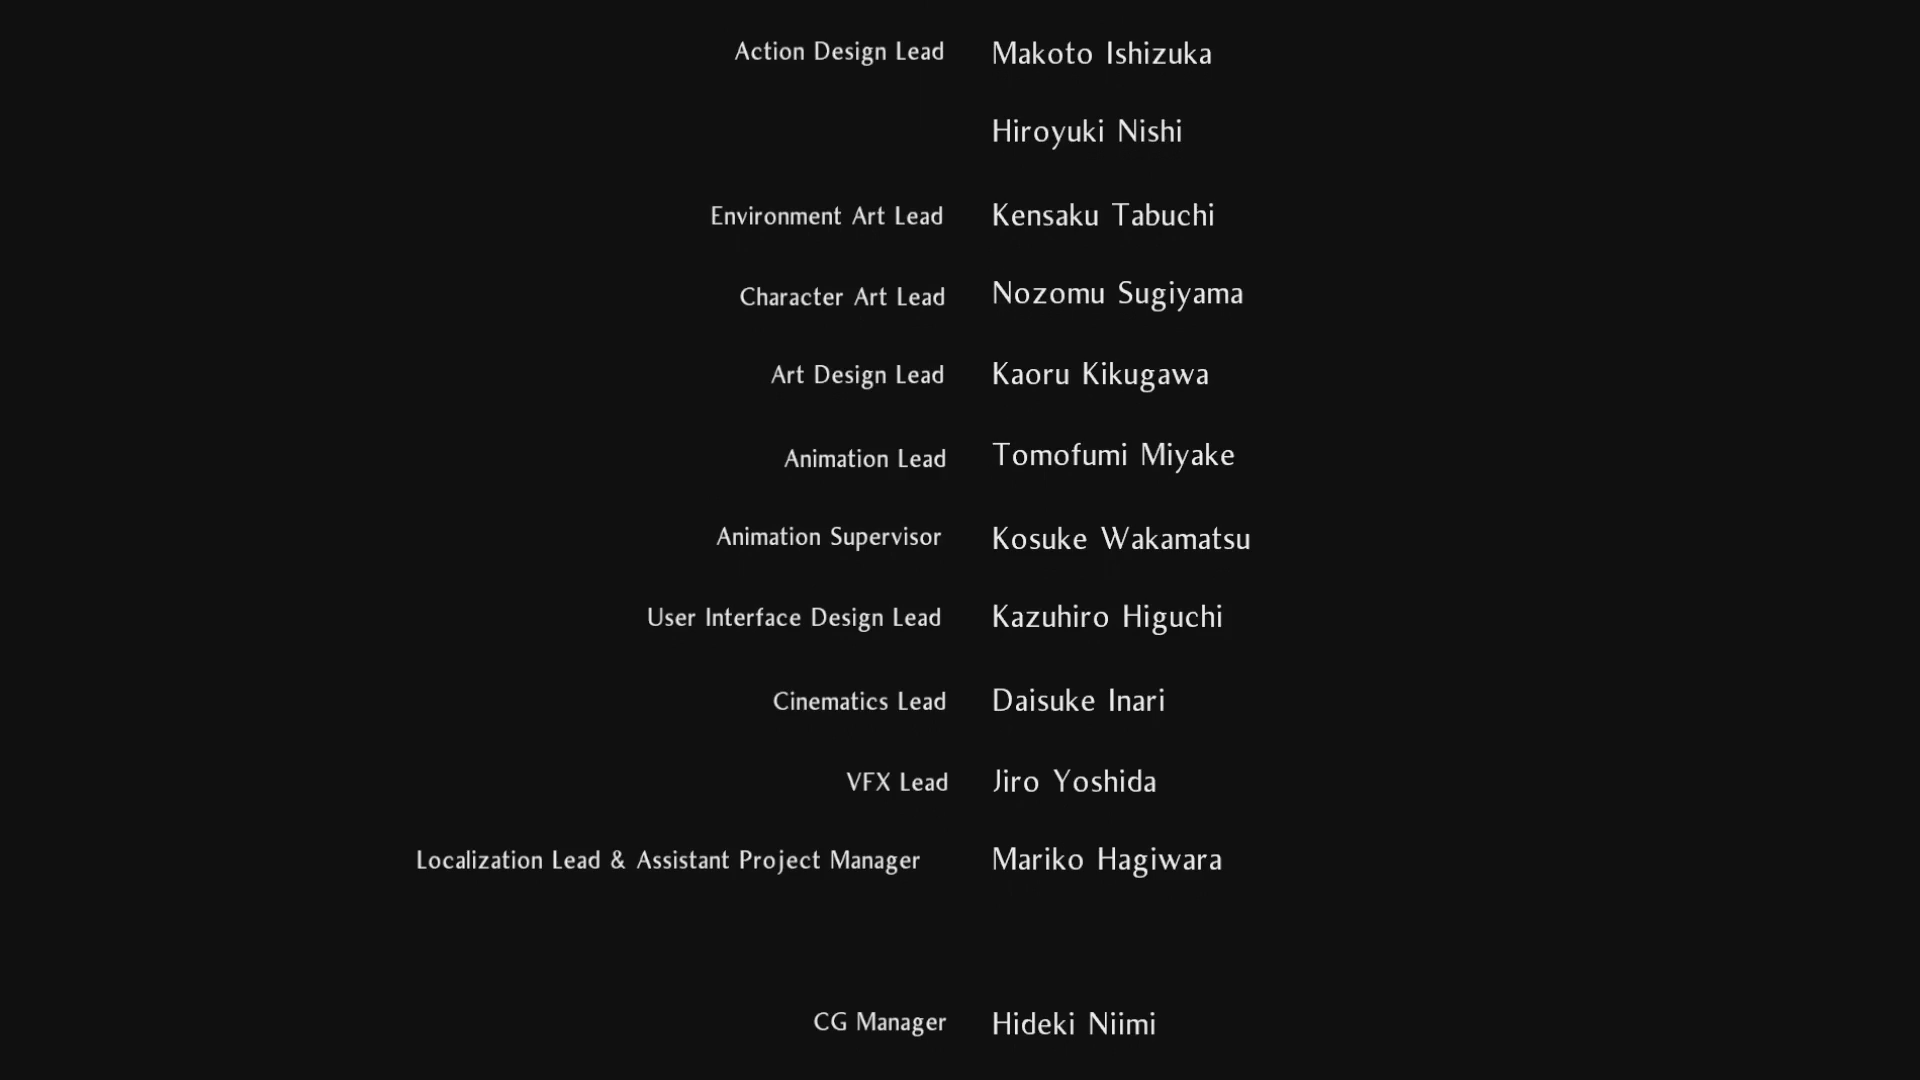 Action Design Lead Makoto Ishizuka
Hiroyuki Nishi
Environment Art Lead Kensaku Tabuchi
Character Art Lead Nozomu Sugiyama
Art Design Lead Kaoru Kikugawa
Animation Lead Tomofumi Miyake
Animation Supervisor Kosuke Wakamatsu
User Interface Design Lead Kazuhiro Higuchi
Cinematics Lead Daisuke Inari
VFX Lead Jiro Yoshida
Localization Lead & Assistant Project Manager Mariko Hagiwara
CG Manager Hideki Niimi